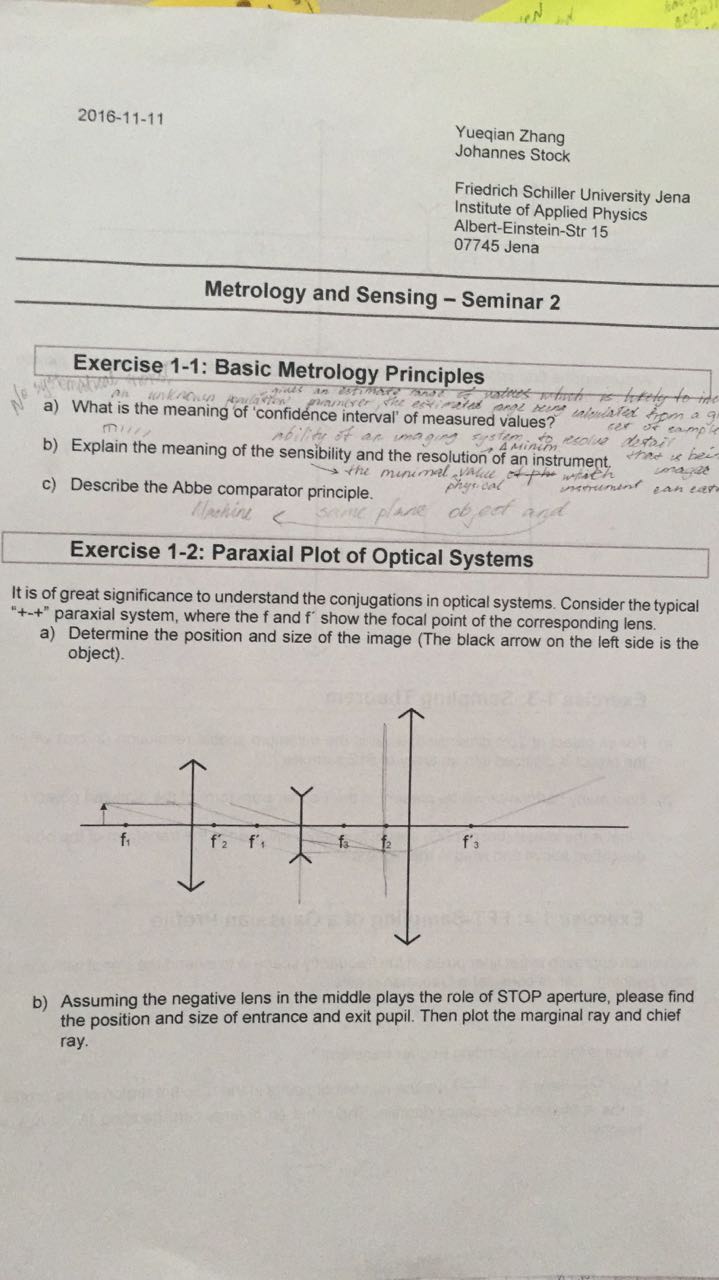 2016-11-11
Yueqian Zhang
Johannes Stock
Friedrich Schiller University Jena
Institute of Applied Physics
Albert-Einstein-Str 15
07745 Jena
Metrology and Sensing – Seminar 2
Exercise 1-1: Basic Metrology Principles
gives an estimate range of values which is likely to inc
an unknown population parameter, the estimated range being calculated from a g
a) What is the meaning of 'confidence interval' of measured values? set of sample
ability of an imaging system to resolve detail
b) Explain the meaning of the sensibility and the resolution of an instrument. that is bein
the minimal value which image
physical instrument can
c) Describe the Abbe comparator principle.
Machine same plane object and
Exercise 1-2: Paraxial Plot of Optical Systems
It is of great significance to understand the conjugations in optical systems. Consider the typical
"+-+" paraxial system, where the f and f´ show the focal point of the corresponding lens.
a) Determine the position and size of the image (The black arrow on the left side is the
object).
f₁ f'₂ f'₁ f₃ f₂ f'₃
b) Assuming the negative lens in the middle plays the role of STOP aperture, please find
the position and size of entrance and exit pupil. Then plot the marginal ray and chief
ray.